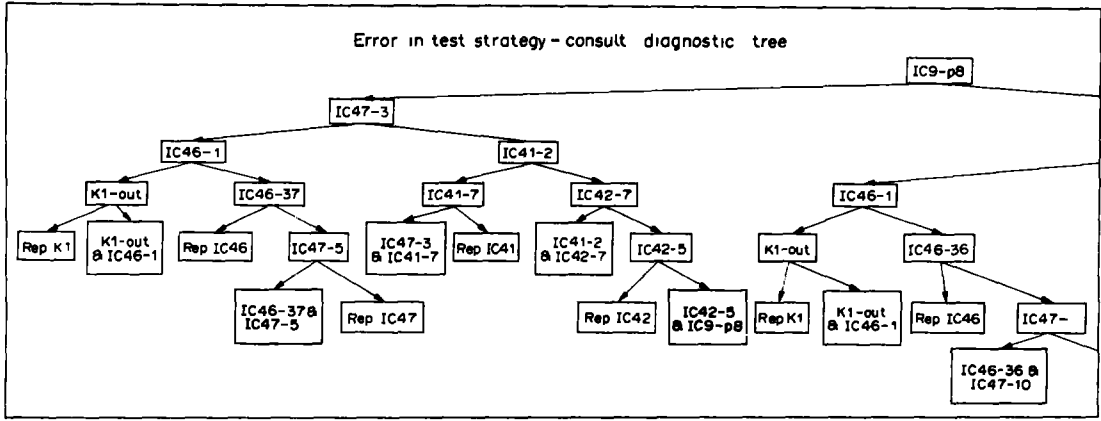 Error in test strategy - consult diagnostic tree
IC9-p8
IC47-3
IC46-1
IC41-2
K1-out
IC46-37
IC41-7
IC42-7
IC46-1
Rep K1
K1-out
& IC46-1
Rep IC46
IC47-5
IC47-3
& IC41-7
Rep IC41
IC41-2
& IC42-7
IC42-5
K1-out
IC46-36
IC46-37 &
IC47-5
Rep IC47
Rep IC42
IC42-5
& IC9-p8
Rep K1
K1-out
& IC46-1
Rep IC46
IC47-
IC46-36 &
IC47-10